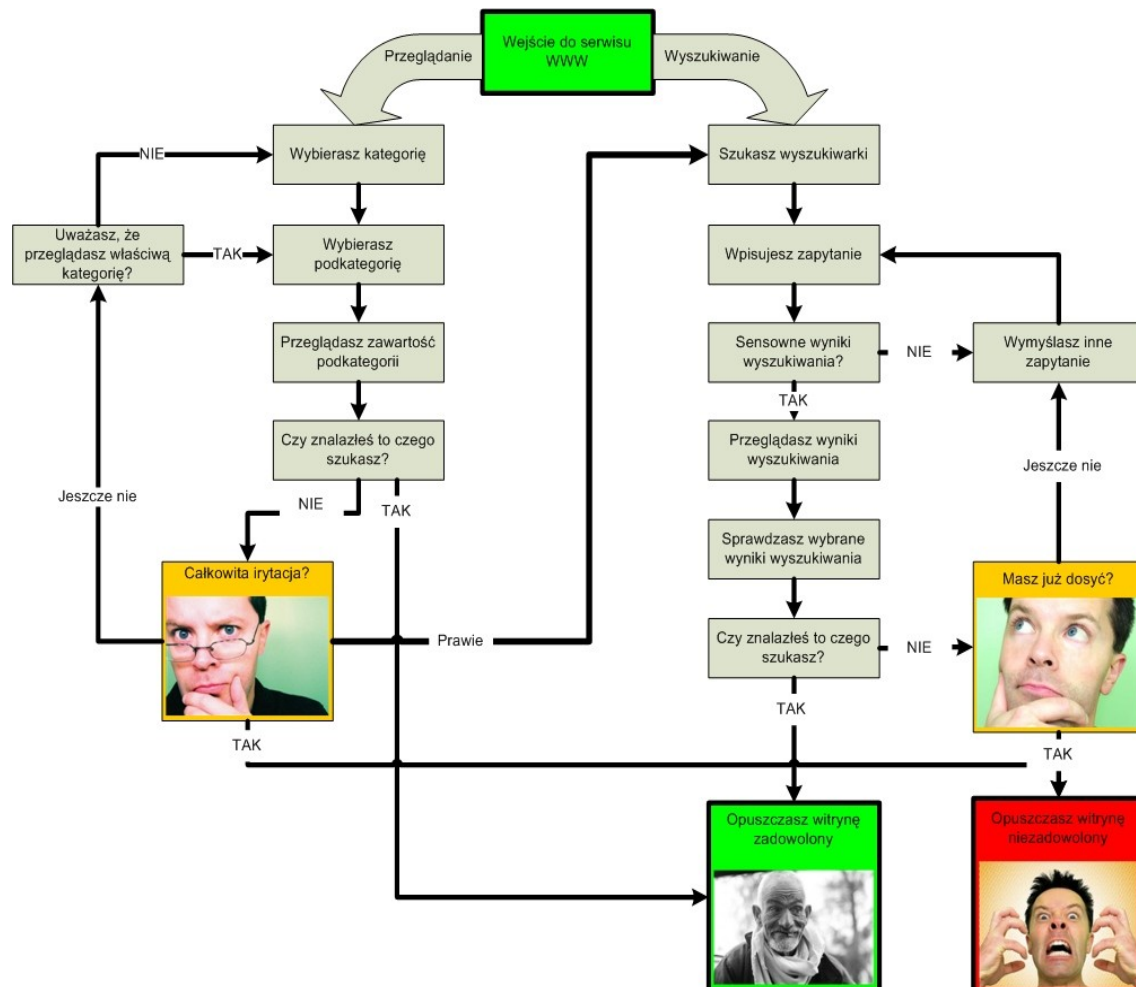 Wejście do serwisu
WWW
Przeglądanie
Wyszukiwanie
Wybierasz kategorię
Szukasz wyszukiwarki
NIE
Uważasz, że
przeglądasz właściwą
kategorię?
TAK
Wybierasz
podkategorię
Wpisujesz zapytanie
Przeglądasz zawartość
podkategorii
Sensowne wyniki
wyszukiwania?
NIE
Wymyślasz inne
zapytanie
TAK
Czy znalazłeś to czego
szukasz?
Przeglądasz wyniki
wyszukiwania
Jeszcze nie
NIE
TAK
Jeszcze nie
Sprawdzasz wybrane
wyniki wyszukiwania
Całkowita irytacja?
Masz już dosyć?
Prawie
Czy znalazłeś to czego
szukasz?
NIE
TAK
TAK
TAK
Opuszczasz witrynę
zadowolony
Opuszczasz witrynę
niezadowolony